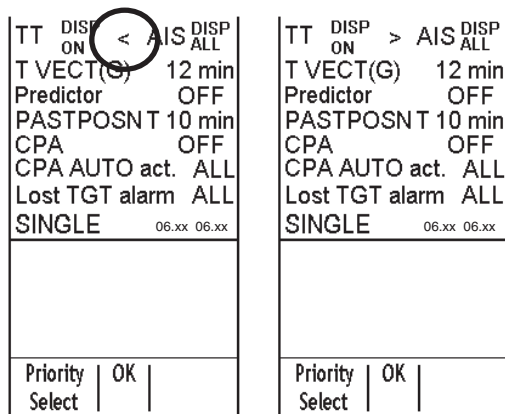 TT DISP ON < AIS DISP ALL
T VECT(G) 12 min
Predictor OFF
PASTPOSN T 10 min
CPA OFF
CPA AUTO act. ALL
Lost TGT alarm ALL
SINGLE 06.xx 06.xx
Priority Select OK
TT DISP ON > AIS DISP ALL
T VECT(G) 12 min
Predictor OFF
PASTPOSN T 10 min
CPA OFF
CPA AUTO act. ALL
Lost TGT alarm ALL
SINGLE 06.xx 06.xx
Priority Select OK